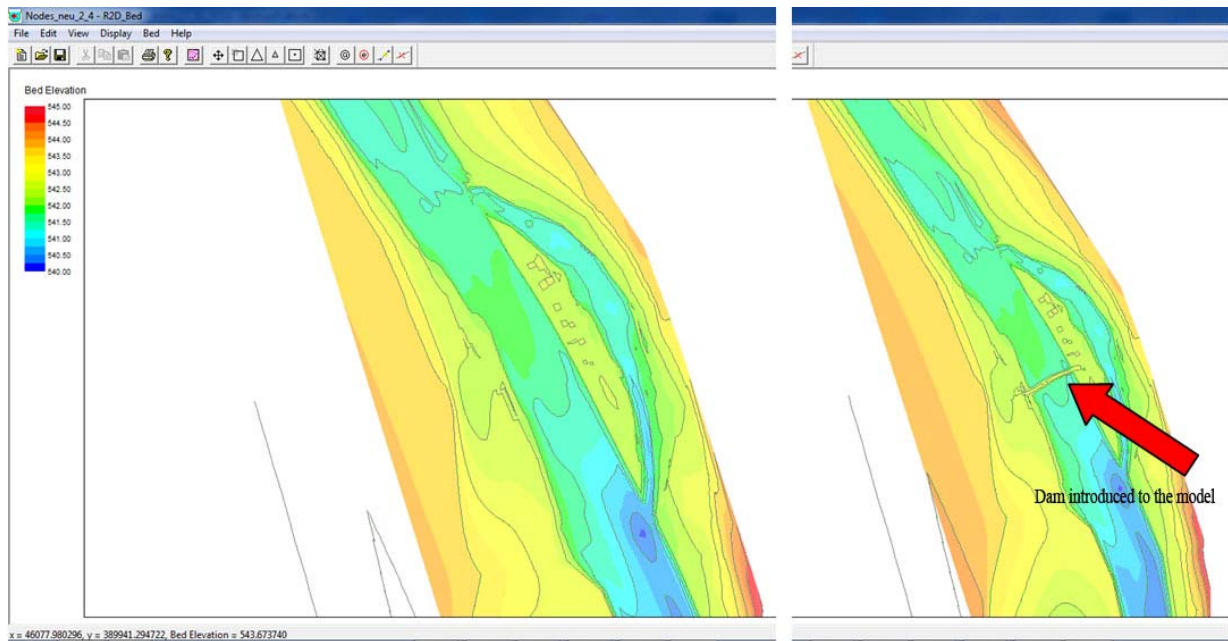 Nodes_neu_2_4 - R2D_Bed
File Edit View Display Bed Help
Bed Elevation
545.00
544.50
544.00
543.50
543.00
542.50
542.00
541.50
541.00
540.50
540.00
Dam introduced to the model
x = 46077.980296, y = 389941.294722, Bed Elevation = 543.673740